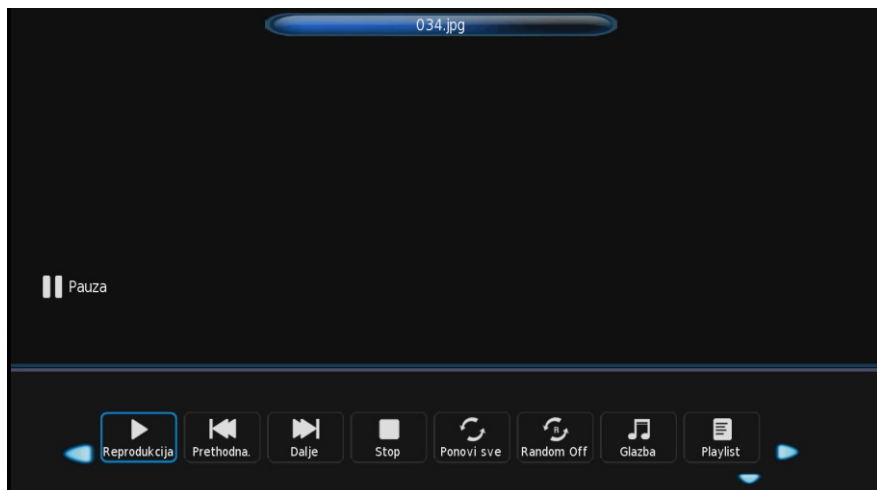 034.jpg
Pauza
Reprodukcija
Prethodna.
Dalje
Stop
Ponovi sve
Random Off
Glazba
Playlist